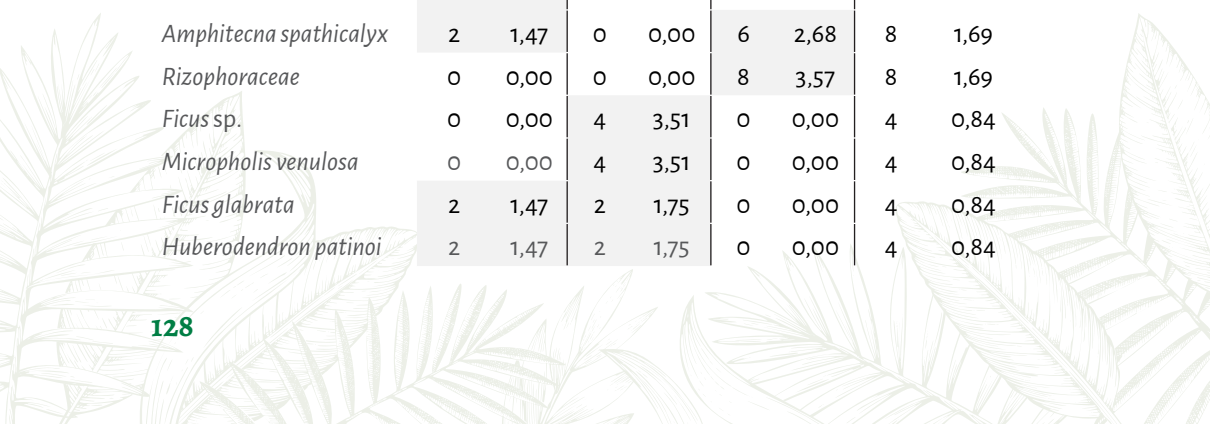 Amphitecna spathicalyx 2 1,47 0 0,00 6 2,68 8 1,69
Rizophoraceae 0 0,00 0 0,00 8 3,57 8 1,69
Ficus sp. 0 0,00 4 3,51 0 0,00 4 0,84
Micropholis venulosa 0 0,00 4 3,51 0 0,00 4 0,84
Ficus glabrata 2 1,47 2 1,75 0 0,00 4 0,84
Huberodendron patinoi 2 1,47 2 1,75 0 0,00 4 0,84
128